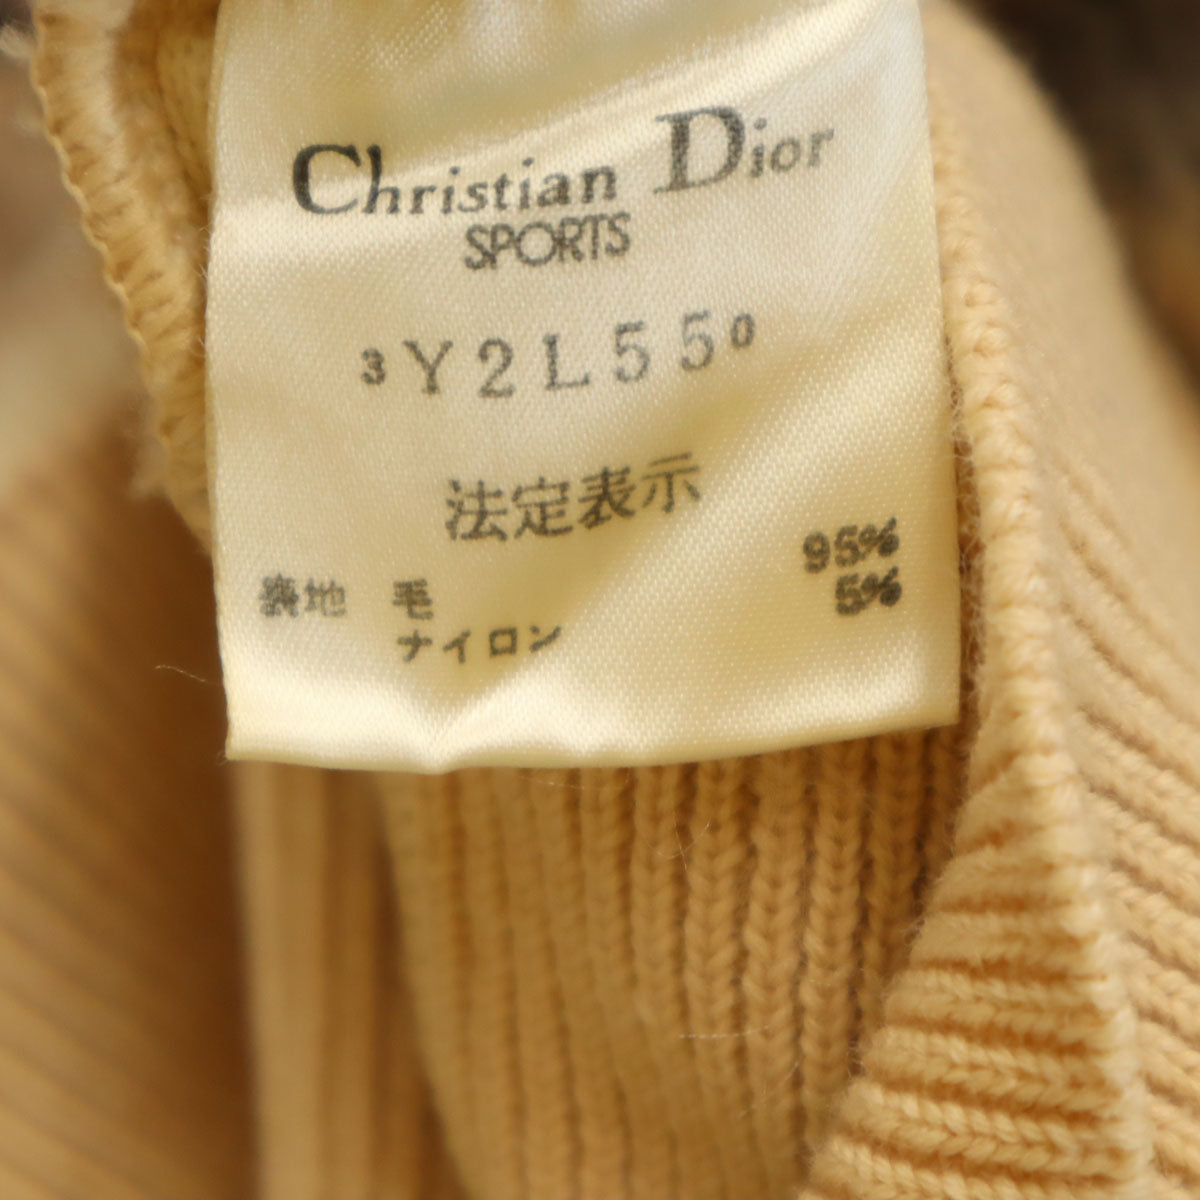 Christian Dior
SPORTS
3Y2L550
法定表示
表地 毛 95%
ナイロン 5%